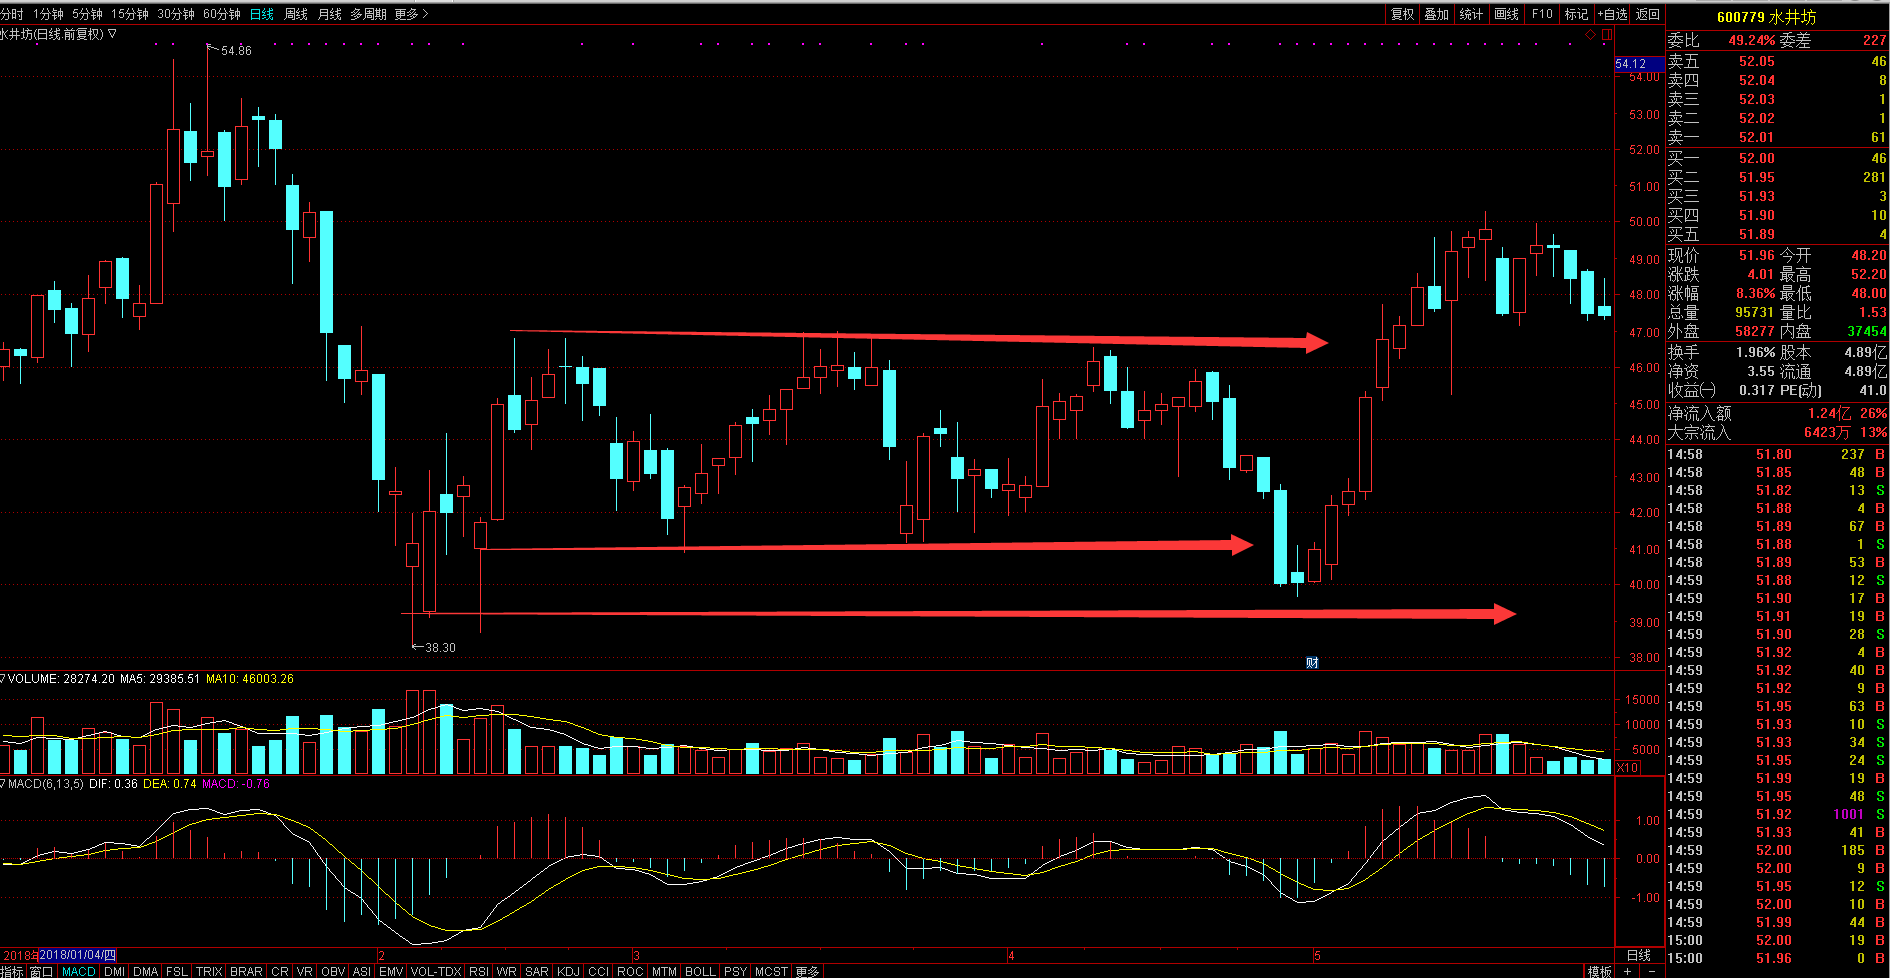 分时 1分钟 5分钟 15分钟 30分钟 60分钟 日线 周线 月线 多周期 更多 >
复权 叠加 统计 画线 F10 标记 +自选 返回
水井坊(日线.前复权)
54.86
38.30
财
54.12
54.00
53.00
52.00
51.00
50.00
49.00
48.00
47.00
46.00
45.00
44.00
43.00
42.00
41.00
40.00
39.00
38.00
VOLUME: 28274.20 MA5: 29385.51 MA10: 46003.26
15000
10000
5000
X10
MACD(6,13,5) DIF: 0.36 DEA: 0.74 MACD: -0.76
1.00
0.00
-1.00
2018年 2018/01/04/四 2 3 4 5 日线
指标 窗口 MACD DMI DMA FSL TRIX BRAR CR VR OBV ASI EMV VOL-TDX RSI WR SAR KDJ CCI ROC MTM BOLL PSY MCST 更多 模板 + -
600779 水井坊
委比 49.24% 委差 227
卖五 52.05 46
卖四 52.04 8
卖三 52.03 1
卖二 52.02 1
卖一 52.01 61
买一 52.00 46
买二 51.95 281
买三 51.93 3
买四 51.90 10
买五 51.89 4
现价 51.96 今开 48.20
涨跌 4.01 最高 52.20
涨幅 8.36% 最低 48.00
总量 95731 量比 1.53
外盘 58277 内盘 37454
换手 1.96% 股本 4.89亿
净资 3.55 流通 4.89亿
收益(一) 0.317 PE(动) 41.0
净流入额 1.24亿 26%
大宗流入 6423万 13%
14:58 51.80 237 B
14:58 51.85 48 B
14:58 51.82 13 S
14:58 51.88 4 B
14:58 51.89 67 B
14:58 51.88 1 S
14:58 51.89 53 B
14:59 51.88 12 S
14:59 51.90 17 B
14:59 51.91 19 B
14:59 51.90 28 S
14:59 51.92 4 B
14:59 51.92 40 B
14:59 51.92 9 B
14:59 51.95 63 B
14:59 51.93 10 S
14:59 51.93 34 S
14:59 51.95 24 S
14:59 51.99 19 B
14:59 51.95 48 S
14:59 51.92 1001 S
14:59 51.93 41 B
14:59 52.00 185 B
14:59 52.00 9 B
14:59 51.95 12 S
14:59 52.00 10 B
14:59 51.99 44 B
15:00 52.00 19 B
15:00 51.96 0 B